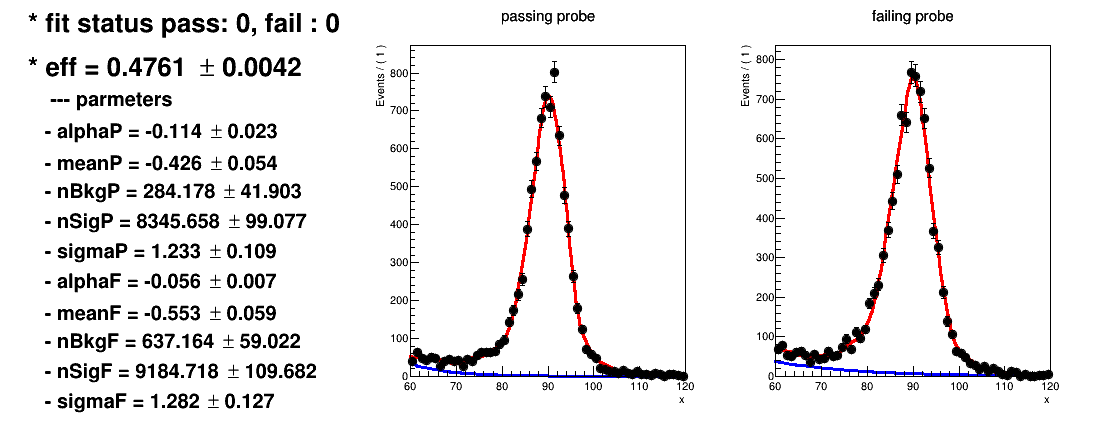 * fit status pass: 0, fail : 0
* eff = 0.4761 ± 0.0042
--- parmeters
- alphaP = -0.114 ± 0.023
- meanP = -0.426 ± 0.054
- nBkgP = 284.178 ± 41.903
- nSigP = 8345.658 ± 99.077
- sigmaP = 1.233 ± 0.109
- alphaF = -0.056 ± 0.007
- meanF = -0.553 ± 0.059
- nBkgF = 637.164 ± 59.022
- nSigF = 9184.718 ± 109.682
- sigmaF = 1.282 ± 0.127
passing probe
Events / ( 1 )
800
700
600
500
400
300
200
100
0
60 70 80 90 100 110 120
x
failing probe
Events / ( 1 )
800
700
600
500
400
300
200
100
0
60 70 80 90 100 110 120
x